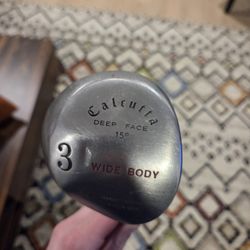 Calcutta
DEEP FACE
15°
3
WIDE BODY